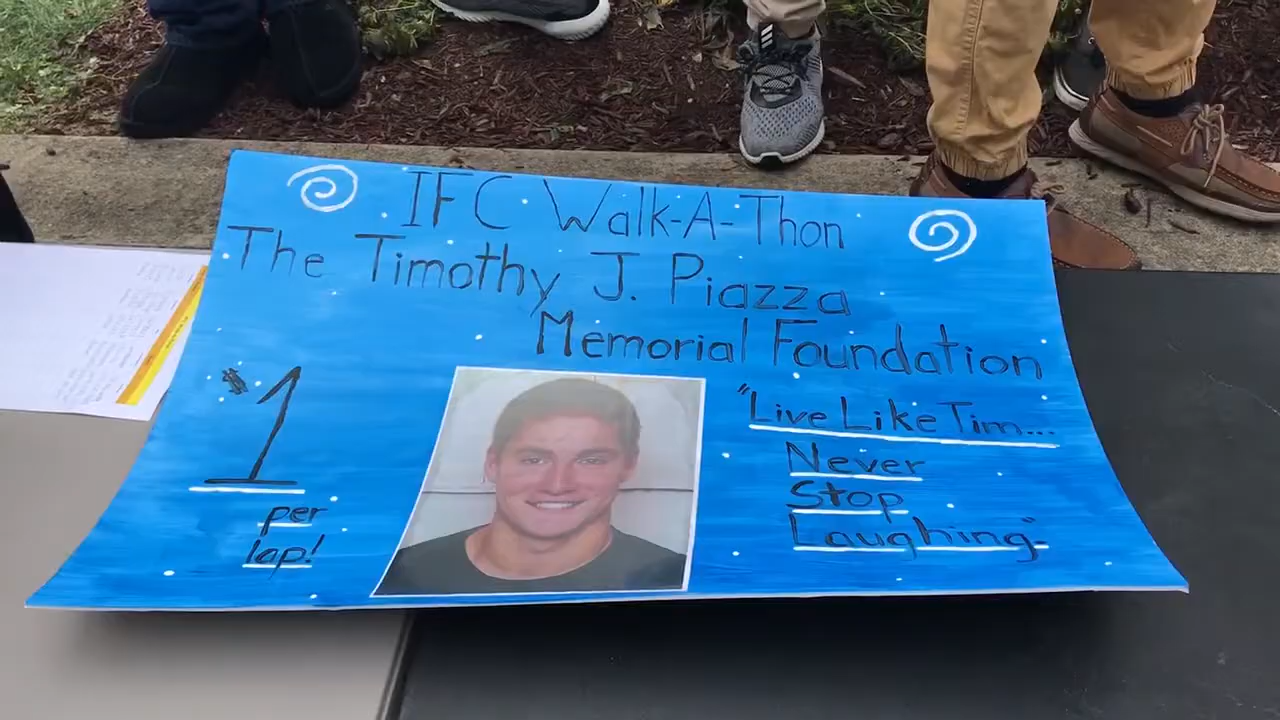 IFC Walk-A-Thon
The Timothy J. Piazza
Memorial Foundation
$1
per
lap!
"Live Like Tim...
Never
Stop
Laughing."